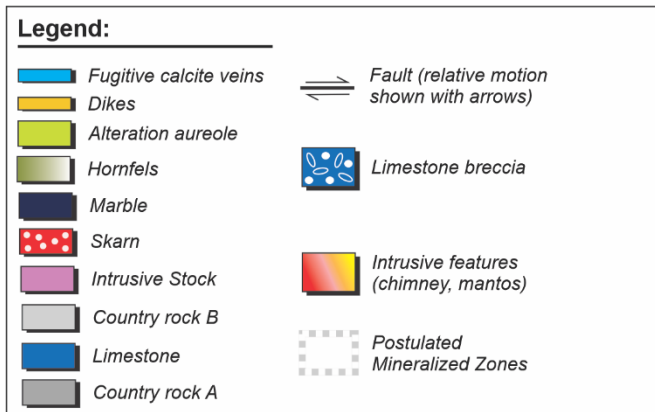 Legend:
Fugitive calcite veins
Dikes
Alteration aureole
Hornfels
Marble
Skarn
Intrusive Stock
Country rock B
Limestone
Country rock A
Fault (relative motion
shown with arrows)
Limestone breccia
Intrusive features
(chimney, mantos)
Postulated
Mineralized Zones